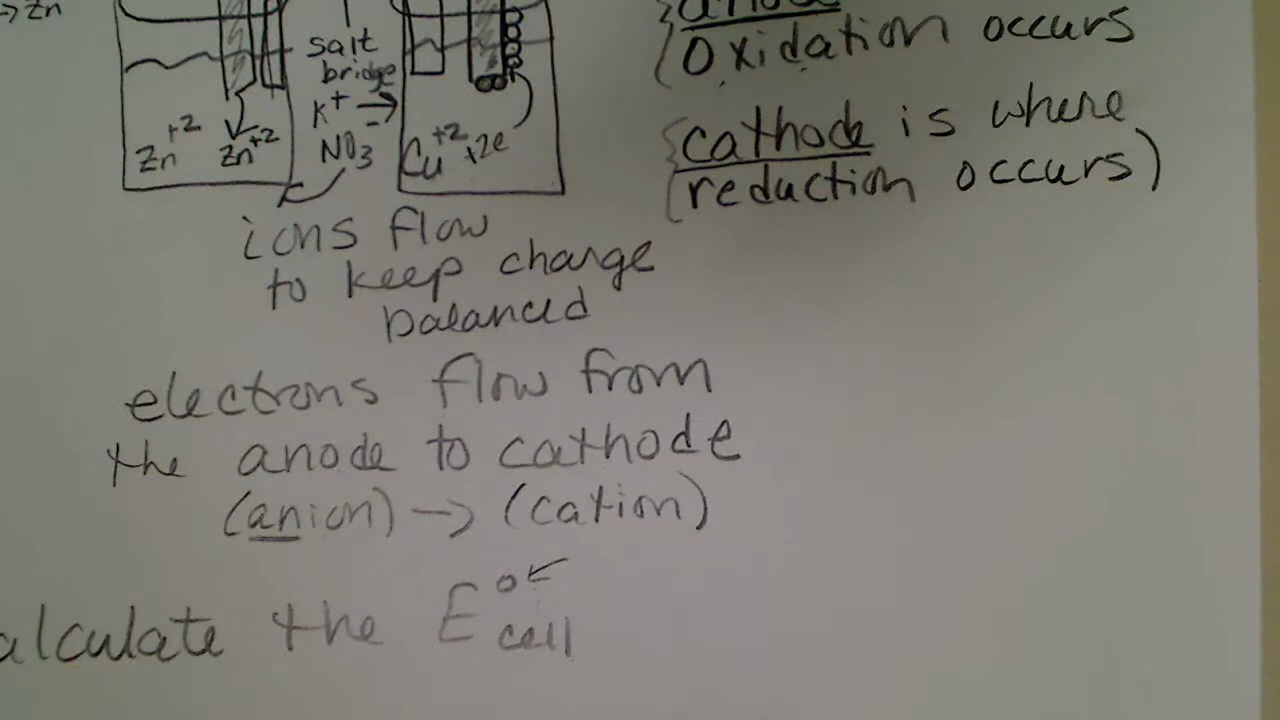 → Zn
salt
bridge
K+ →
NO3-
Zn+2
Zn+2
Cu+2 +2e
anode
Oxidation occurs
cathode is where
reduction occurs)
ions flow
to keep charge
balanced
electrons flow from
the anode to cathode
(anion) → (cation)
alculate the E° cell